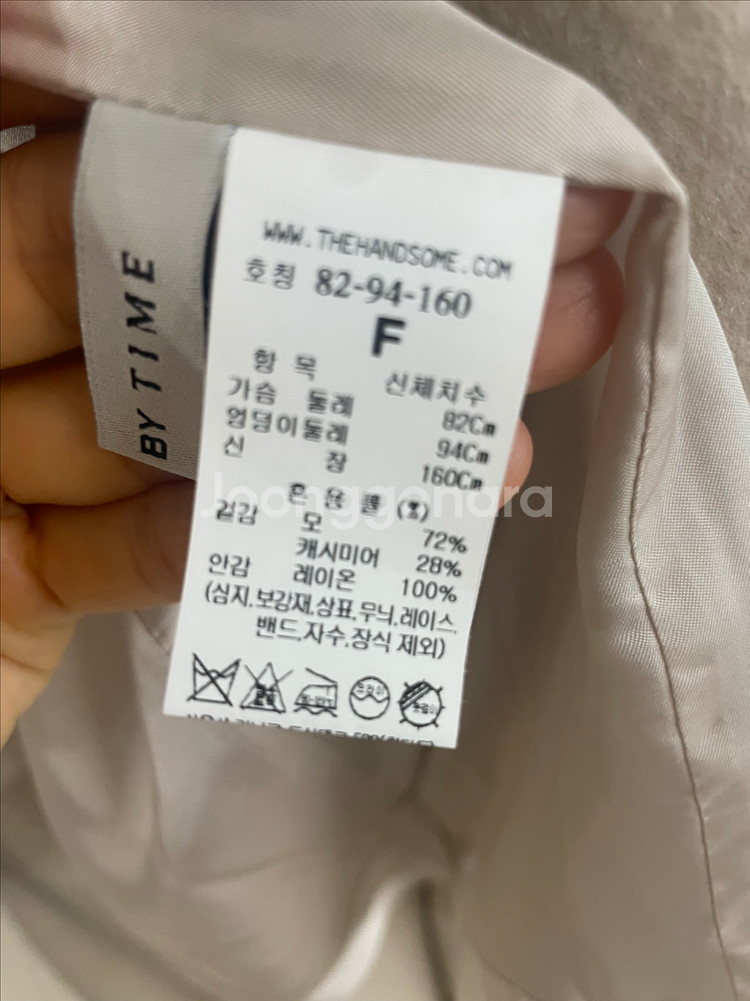 BY TIME
WWW.THEHANDSOME.COM
호칭 82-94-160
F
항 목 신체치수
가슴 둘레 82Cm
엉덩이둘레 94Cm
신 장 160Cm
혼 용 률 (%)
겉감 모 72%
캐시미어 28%
안감 레이온 100%
(심지,보강재,상표,무늬,레이스,
밴드,자수,장식 제외)
드라이
Joonggonara